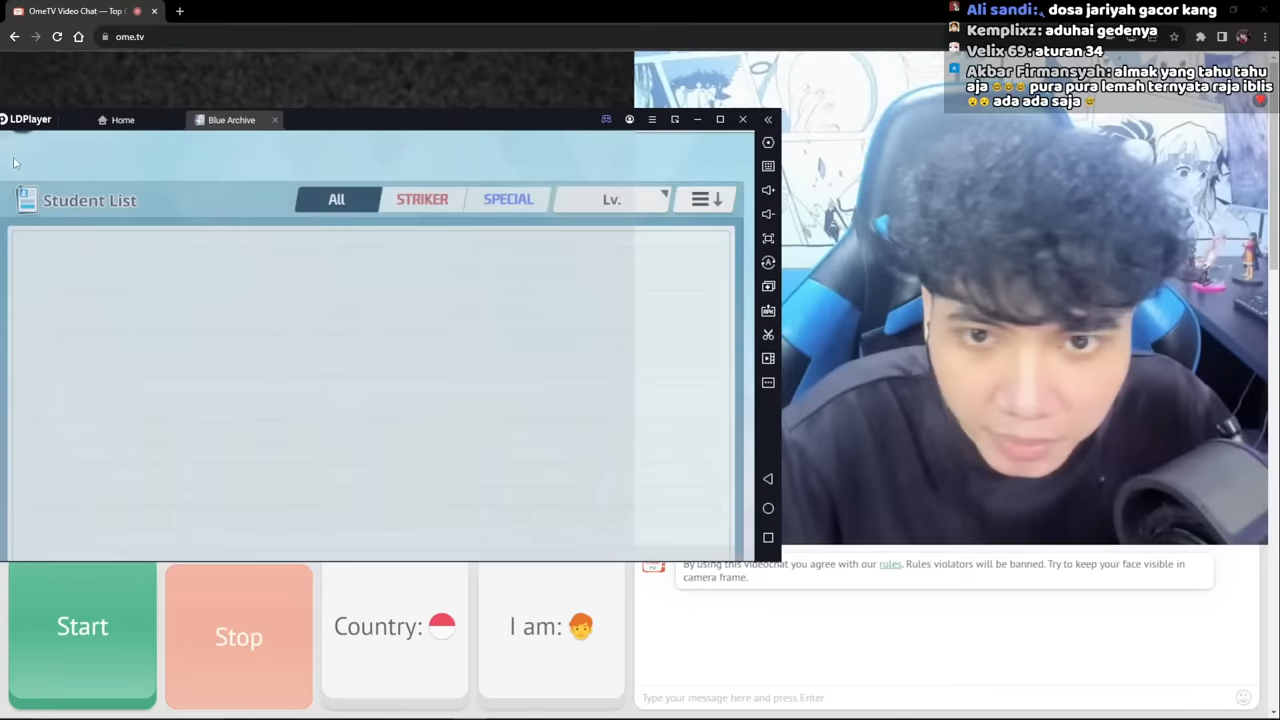 OmeTV Video Chat — Top
ome.tv
Ali sandi: dosa jariyah gacor kang
Kemplixz: aduhai gedenya
Velix 69: aturan 34
Akbar Firmansyah: almak yang tahu tahu
aja 🤓🤓🤓 pura pura lemah ternyata raja iblis
😮😮 ada ada saja 🤓
LDPlayer
Home
Blue Archive
Student List
All
STRIKER
SPECIAL
Lv.
By using this videochat you agree with our rules. Rules violators will be banned. Try to keep your face visible in
camera frame.
Start
Stop
Country:
I am:
Type your message here and press Enter